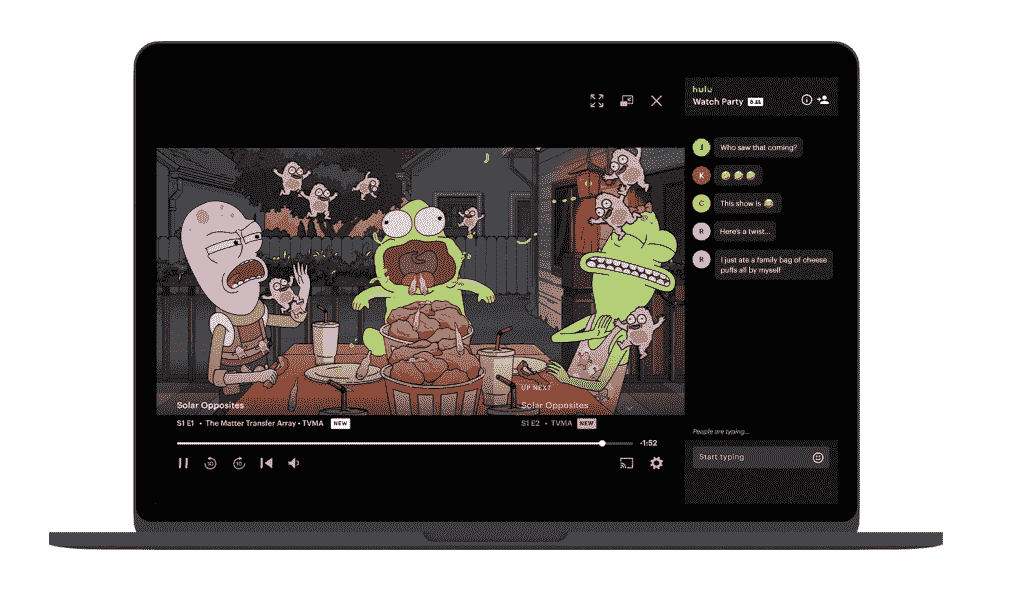 hulu
Watch Party
J
Who saw that coming?
K
C
This show is
R
Here's a twist...
R
I just ate a family bag of cheese
puffs all by myself
UP NEXT
Solar Opposites
Solar Opposites
S1 E1 • The Matter Transfer Array • TVMA NEW
S1 E2 • TVMA NEW
-1:52
10
10
People are typing...
Start typing